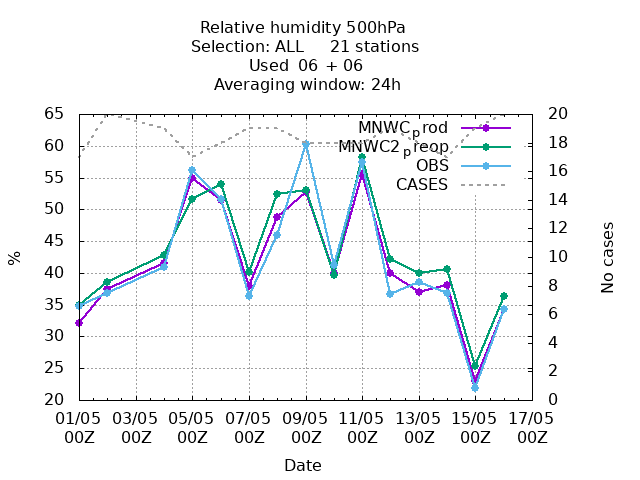 Relative humidity 500hPa
Selection: ALL 21 stations
Used 06 + 06
Averaging window: 24h
MNWCprod
MNWC2preop
OBS
CASES
%
65
60
55
50
45
40
35
30
25
20
20
18
16
14
12
10
8
6
4
2
0
No cases
01/05 03/05 05/05 07/05 09/05 11/05 13/05 15/05 17/05
00Z 00Z 00Z 00Z 00Z 00Z 00Z 00Z 00Z
Date